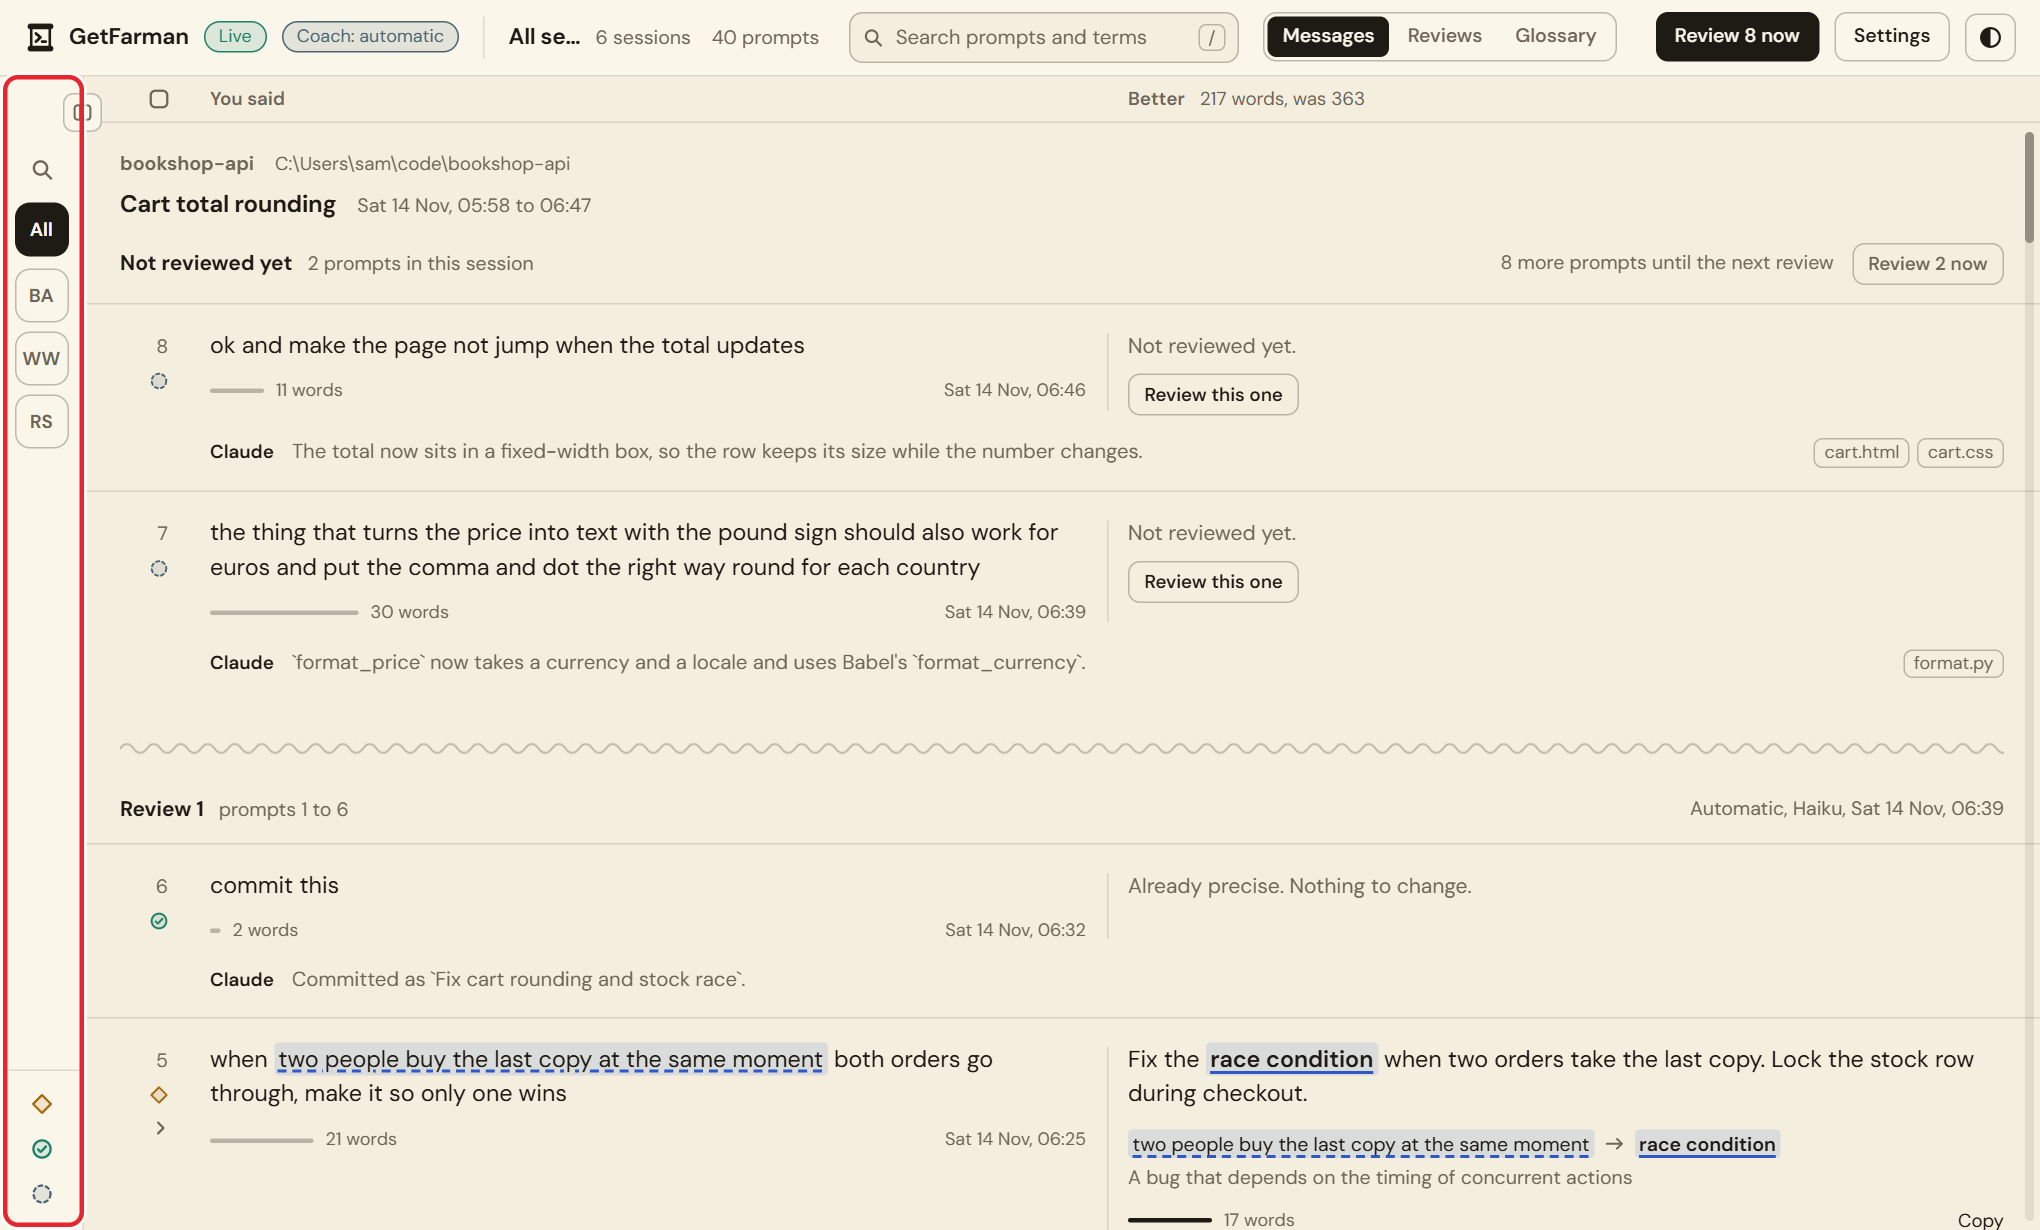 GetFarman
Live
Coach: automatic
All se...
6 sessions
40 prompts
Search prompts and terms
/
Messages
Reviews
Glossary
Review 8 now
Settings
You said
Better 217 words, was 363
All
BA
WW
RS
bookshop-api C:\Users\sam\code\bookshop-api
Cart total rounding Sat 14 Nov, 05:58 to 06:47
Not reviewed yet 2 prompts in this session
8 more prompts until the next review
Review 2 now
8
ok and make the page not jump when the total updates
11 words
Sat 14 Nov, 06:46
Not reviewed yet.
Review this one
Claude The total now sits in a fixed-width box, so the row keeps its size while the number changes.
cart.html
cart.css
7
the thing that turns the price into text with the pound sign should also work for
euros and put the comma and dot the right way round for each country
30 words
Sat 14 Nov, 06:39
Not reviewed yet.
Review this one
Claude `format_price` now takes a currency and a locale and uses Babel's `format_currency`.
format.py
Review 1 prompts 1 to 6
Automatic, Haiku, Sat 14 Nov, 06:39
6
commit this
2 words
Sat 14 Nov, 06:32
Already precise. Nothing to change.
Claude Committed as `Fix cart rounding and stock race`.
5
when two people buy the last copy at the same moment both orders go
through, make it so only one wins
21 words
Sat 14 Nov, 06:25
Fix the race condition when two orders take the last copy. Lock the stock row
during checkout.
two people buy the last copy at the same moment → race condition
A bug that depends on the timing of concurrent actions
17 words
Copy